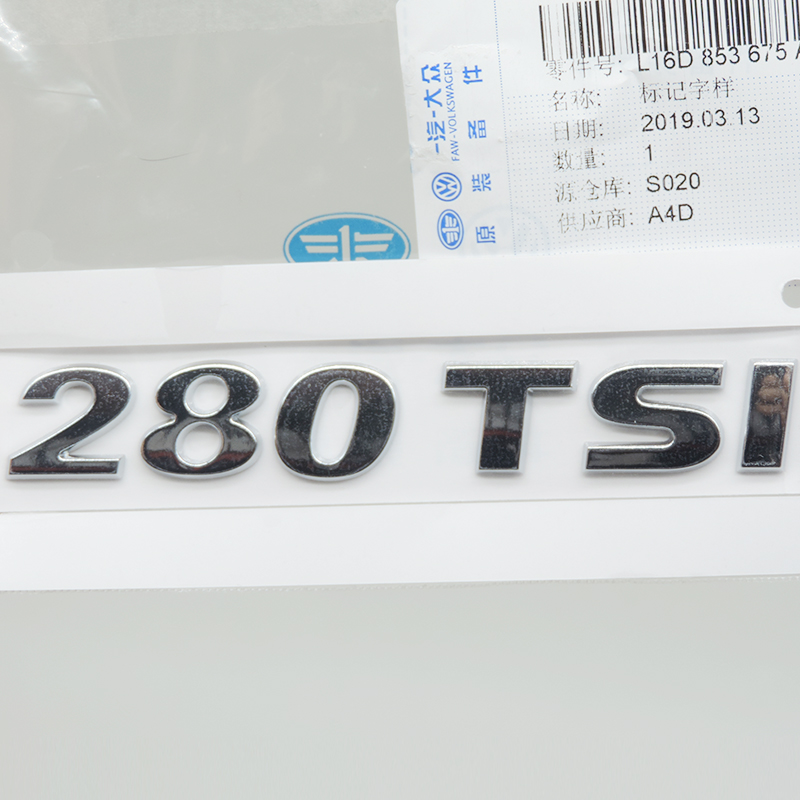 零件号: L16D 853 675 A
名称: 标记字样
日期: 2019.03.13
数量: 1
源仓库: S020
供应商: A4D
一汽-大众
FAW-VOLKSWAGEN
原装备件
280 TSI